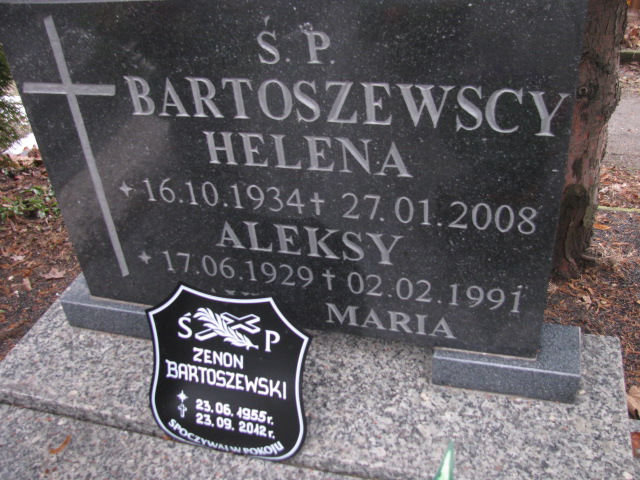 Ś. P.
BARTOSZEWSCY
HELENA
* 16.10.1934 † 27.01.2008
ALEKSY
* 17.06.1929 † 02.02.1991
MARIA
Ś P
ZENON
BARTOSZEWSKI
23.06.1955r.
23.09.2012r.
SPOCZYWAJ W POKOJU